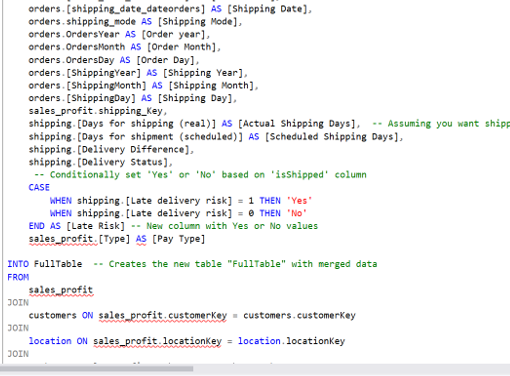 orders.[shipping_date_dateorders] AS [Shipping Date],
orders.shipping_mode AS [Shipping Mode],
orders.OrdersYear AS [Order year],
orders.OrdersMonth AS [Order Month],
orders.OrdersDay AS [Order Day],
orders.[ShippingYear] AS [Shipping Year],
orders.[ShippingMonth] AS [Shipping Month],
orders.[ShippingDay] AS [Shipping Day],
sales_profit.shipping_Key,
shipping.[Days for shipping (real)] AS [Actual Shipping Days],  -- Assuming you want shipp
shipping.[Days for shipment (scheduled)] AS [Scheduled Shipping Days],
shipping.[Delivery Difference],
shipping.[Delivery Status],
-- Conditionally set 'Yes' or 'No' based on 'isShipped' column
CASE
WHEN shipping.[Late delivery risk] = 1 THEN 'Yes'
WHEN shipping.[Late delivery risk] = 0 THEN 'No'
END AS [Late Risk] -- New column with Yes or No values
sales_profit.[Type] AS [Pay Type]
INTO FullTable  -- Creates the new table "FullTable" with merged data
FROM
sales_profit
JOIN
customers ON sales_profit.customerKey = customers.customerKey
JOIN
location ON sales_profit.locationKey = location.locationKey
JOIN